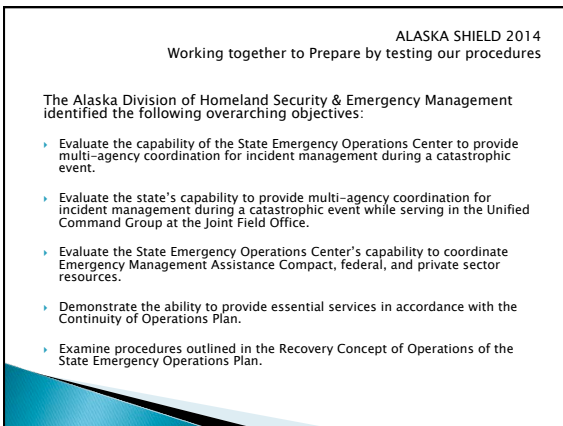 ALASKA SHIELD 2014
Working together to Prepare by testing our procedures
The Alaska Division of Homeland Security & Emergency Management
identified the following overarching objectives:
Evaluate the capability of the State Emergency Operations Center to provide
multi-agency coordination for incident management during a catastrophic
event.
Evaluate the state's capability to provide multi-agency coordination for
incident management during a catastrophic event while serving in the Unified
Command Group at the Joint Field Office.
Evaluate the State Emergency Operations Center's capability to coordinate
Emergency Management Assistance Compact, federal, and private sector
resources.
Demonstrate the ability to provide essential services in accordance with the
Continuity of Operations Plan.
Examine procedures outlined in the Recovery Concept of Operations of the
State Emergency Operations Plan.